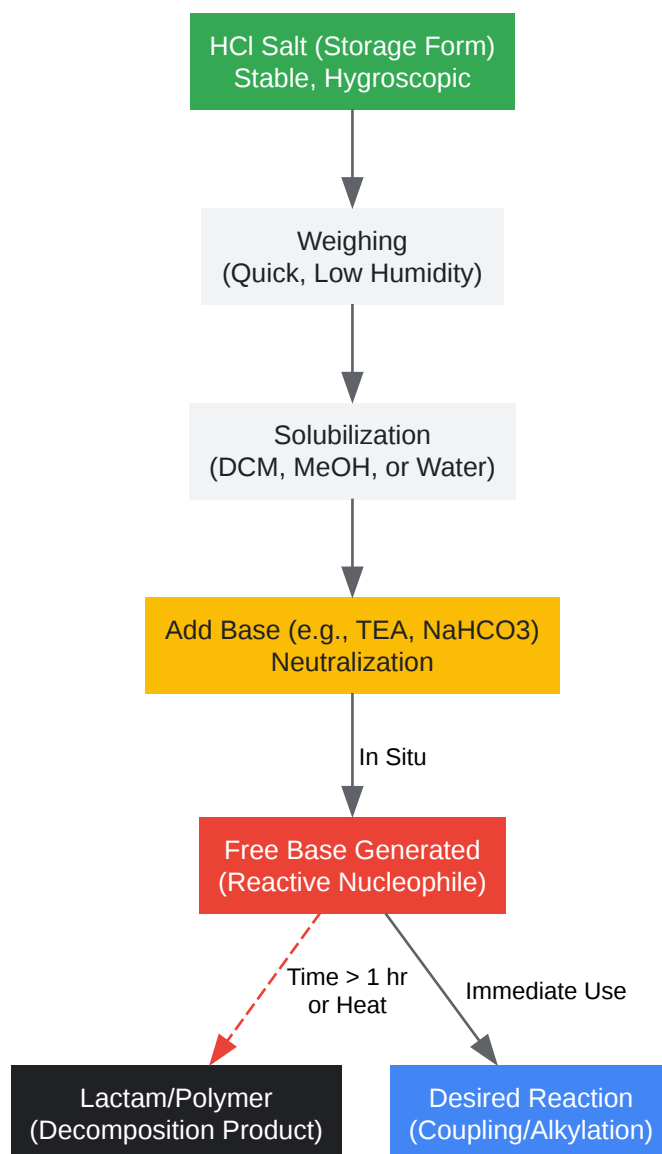 HCl Salt (Storage Form)
Stable, Hygroscopic
Weighing
(Quick, Low Humidity)
Solubilization
(DCM, MeOH, or Water)
Add Base (e.g., TEA, NaHCO3)
Neutralization
In Situ
Free Base Generated
(Reactive Nucleophile)
Time > 1 hr
or Heat
Immediate Use
Lactam/Polymer
(Decomposition Product)
Desired Reaction
(Coupling/Alkylation)